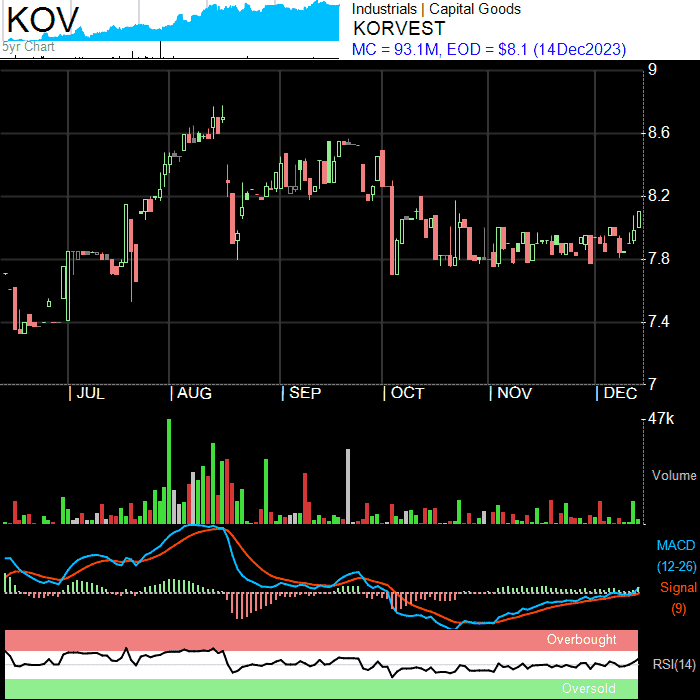 KOV
5yr Chart
Industrials | Capital Goods
KORVEST
MC = 93.1M, EOD = $8.1 (14Dec2023)
9
8.6
8.2
7.8
7.4
7
| JUL | AUG | SEP | OCT | NOV | DEC
47k
Volume
MACD
(12-26)
Signal
(9)
Overbought
RSI(14)
Oversold